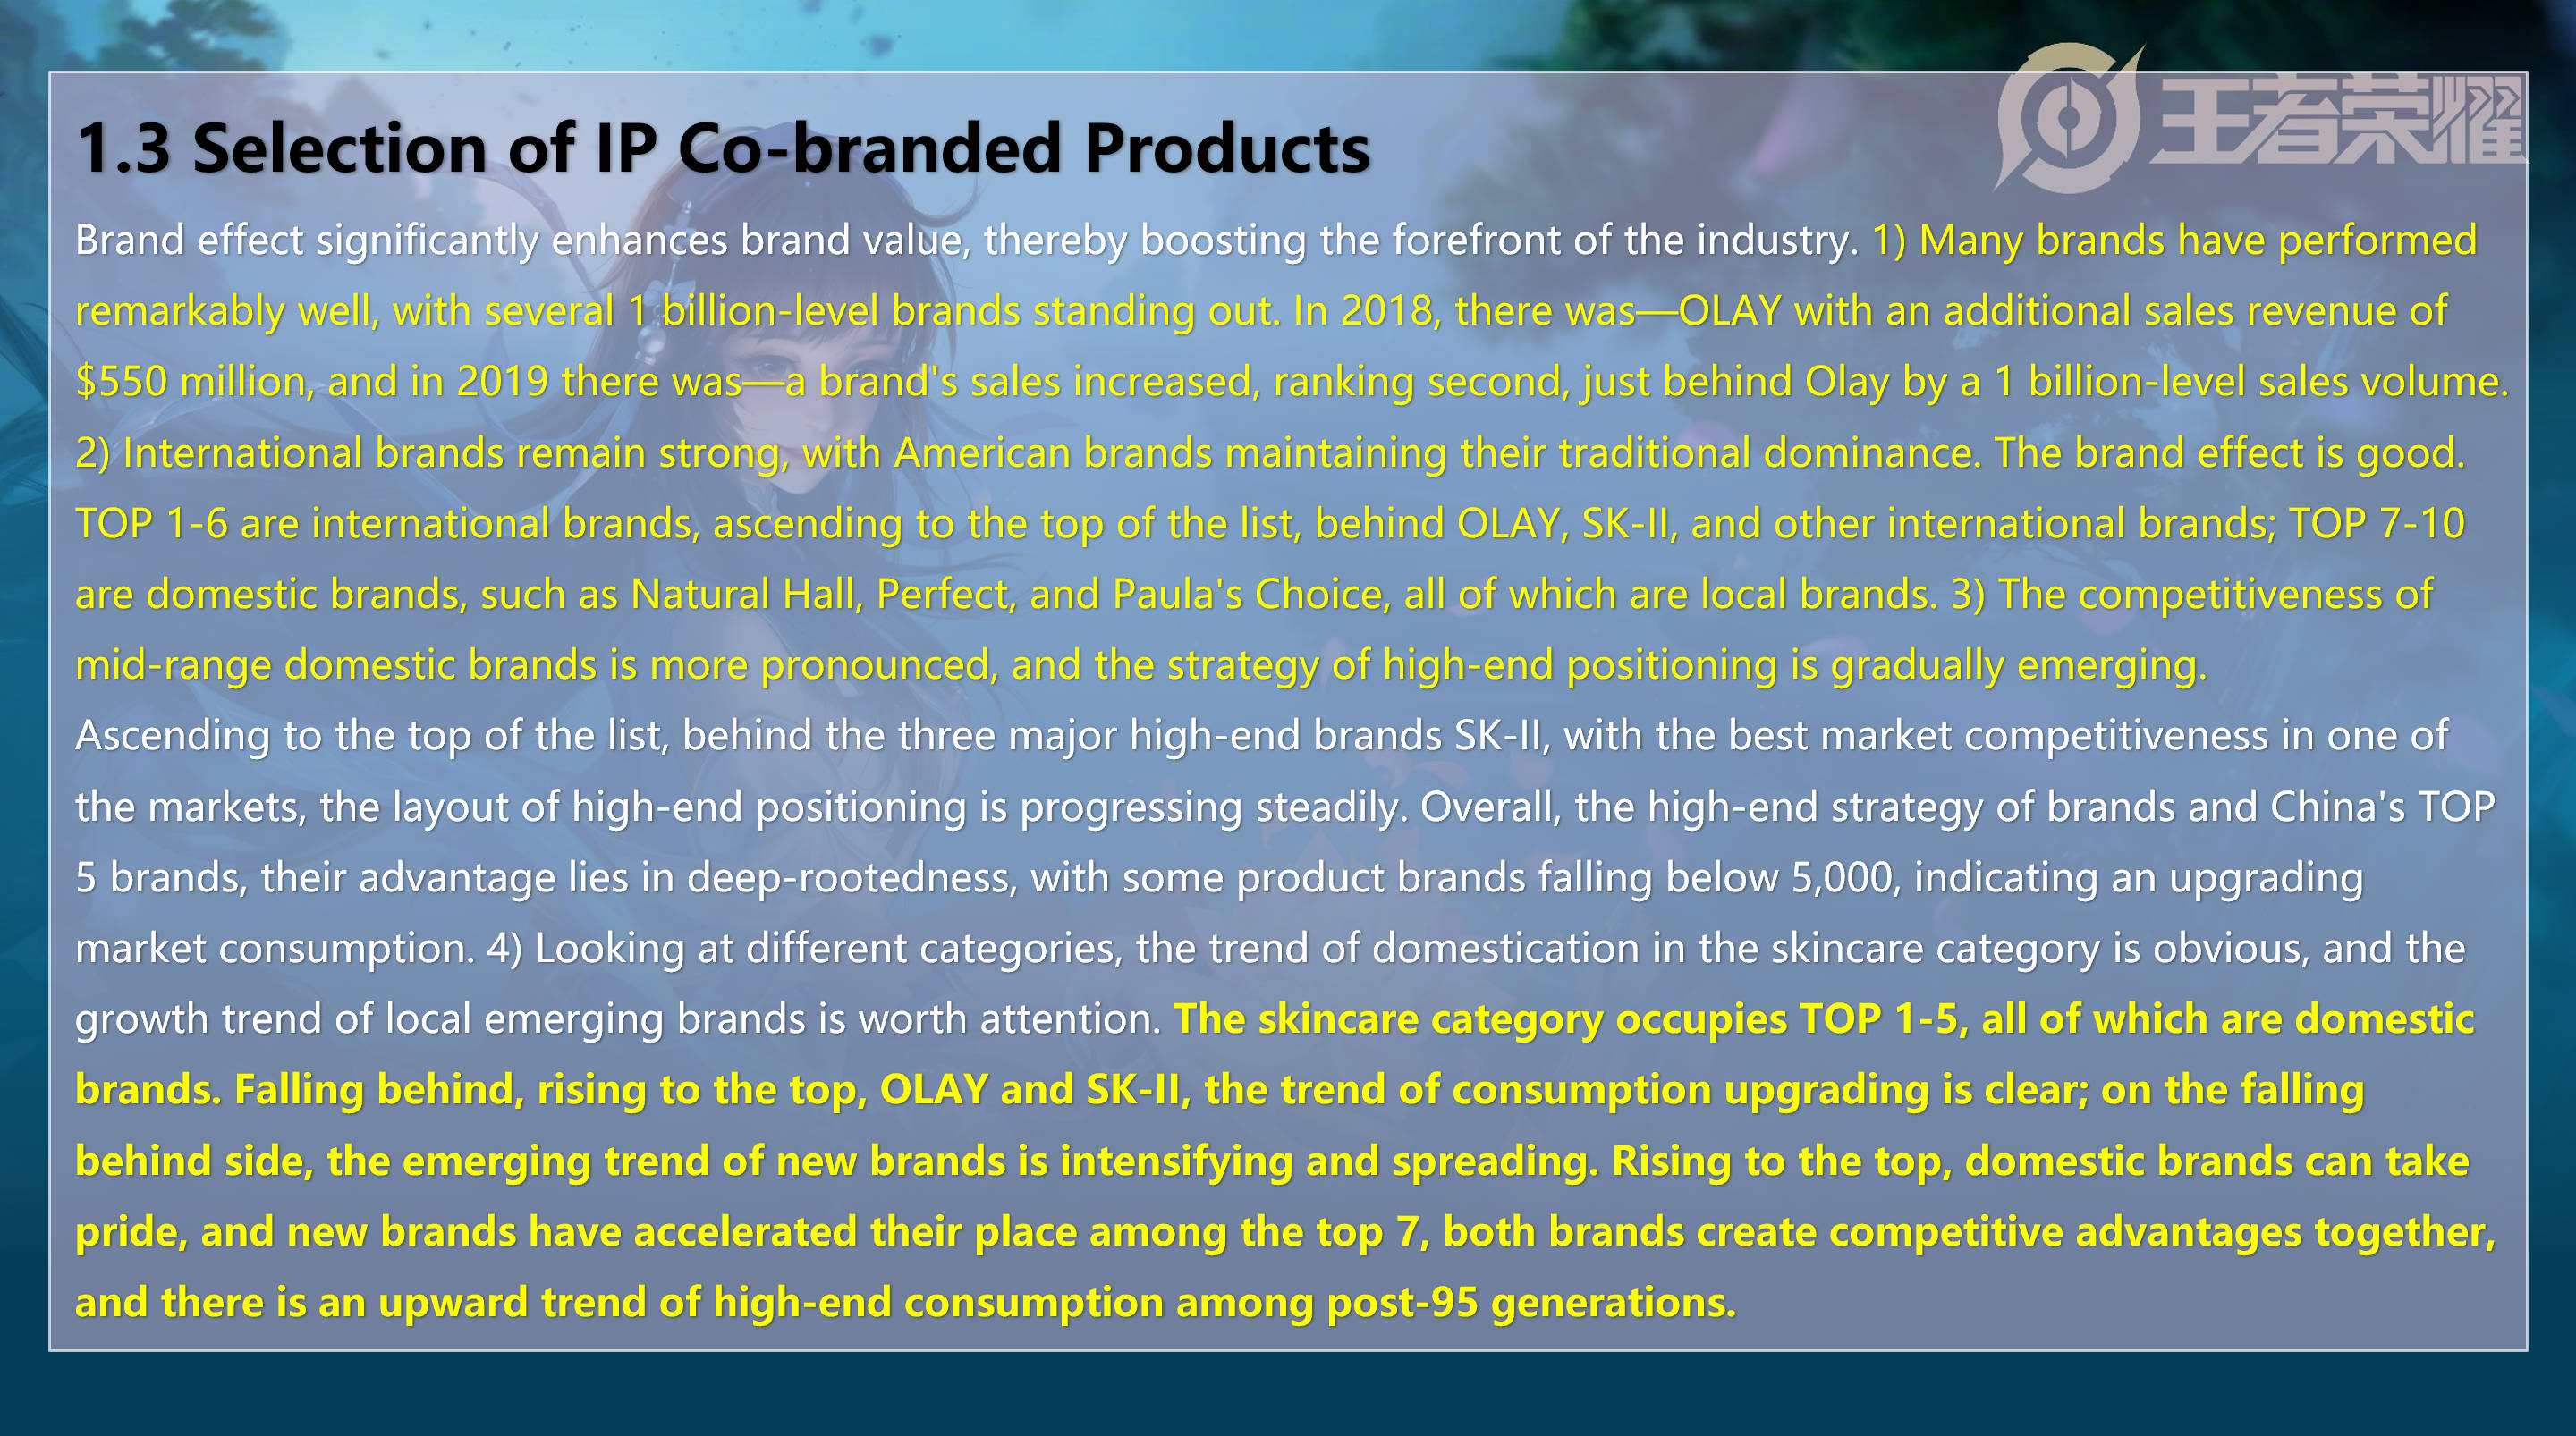 王者荣耀
1.3 Selection of IP Co-branded Products
Brand effect significantly enhances brand value, thereby boosting the forefront of the industry. 1) Many brands have performed
remarkably well, with several 1 billion-level brands standing out. In 2018, there was—OLAY with an additional sales revenue of
$550 million, and in 2019 there was—a brand's sales increased, ranking second, just behind Olay by a 1 billion-level sales volume.
2) International brands remain strong, with American brands maintaining their traditional dominance. The brand effect is good.
TOP 1-6 are international brands, ascending to the top of the list, behind OLAY, SK-II, and other international brands; TOP 7-10
are domestic brands, such as Natural Hall, Perfect, and Paula's Choice, all of which are local brands. 3) The competitiveness of
mid-range domestic brands is more pronounced, and the strategy of high-end positioning is gradually emerging.
Ascending to the top of the list, behind the three major high-end brands SK-II, with the best market competitiveness in one of
the markets, the layout of high-end positioning is progressing steadily. Overall, the high-end strategy of brands and China's TOP
5 brands, their advantage lies in deep-rootedness, with some product brands falling below 5,000, indicating an upgrading
market consumption. 4) Looking at different categories, the trend of domestication in the skincare category is obvious, and the
growth trend of local emerging brands is worth attention. The skincare category occupies TOP 1-5, all of which are domestic
brands. Falling behind, rising to the top, OLAY and SK-II, the trend of consumption upgrading is clear; on the falling
behind side, the emerging trend of new brands is intensifying and spreading. Rising to the top, domestic brands can take
pride, and new brands have accelerated their place among the top 7, both brands create competitive advantages together,
and there is an upward trend of high-end consumption among post-95 generations.